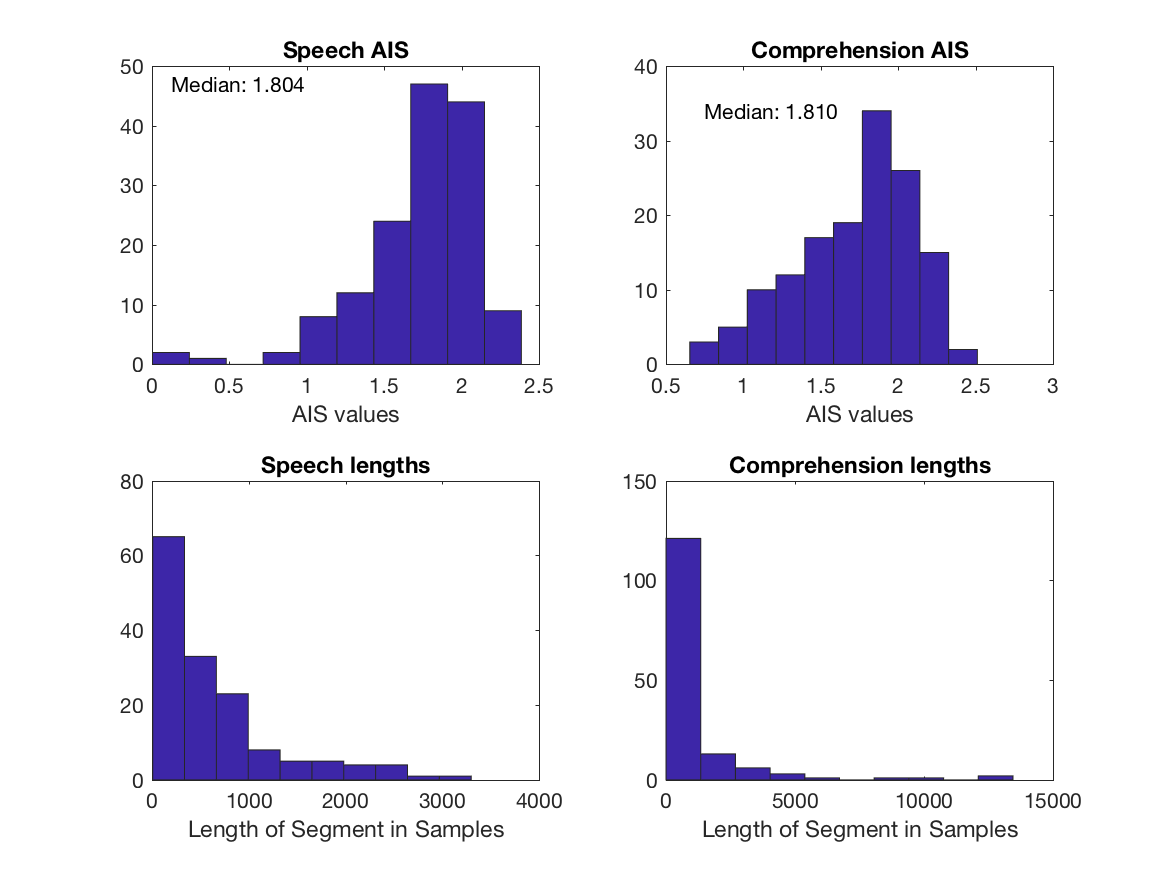 Speech AIS
Median: 1.804
50
40
30
20
10
0
0 0.5 1 1.5 2 2.5
AIS values
Comprehension AIS
Median: 1.810
40
30
20
10
0
0.5 1 1.5 2 2.5 3
AIS values
Speech lengths
80
60
40
20
0
0 1000 2000 3000 4000
Length of Segment in Samples
Comprehension lengths
150
100
50
0
0 5000 10000 15000
Length of Segment in Samples